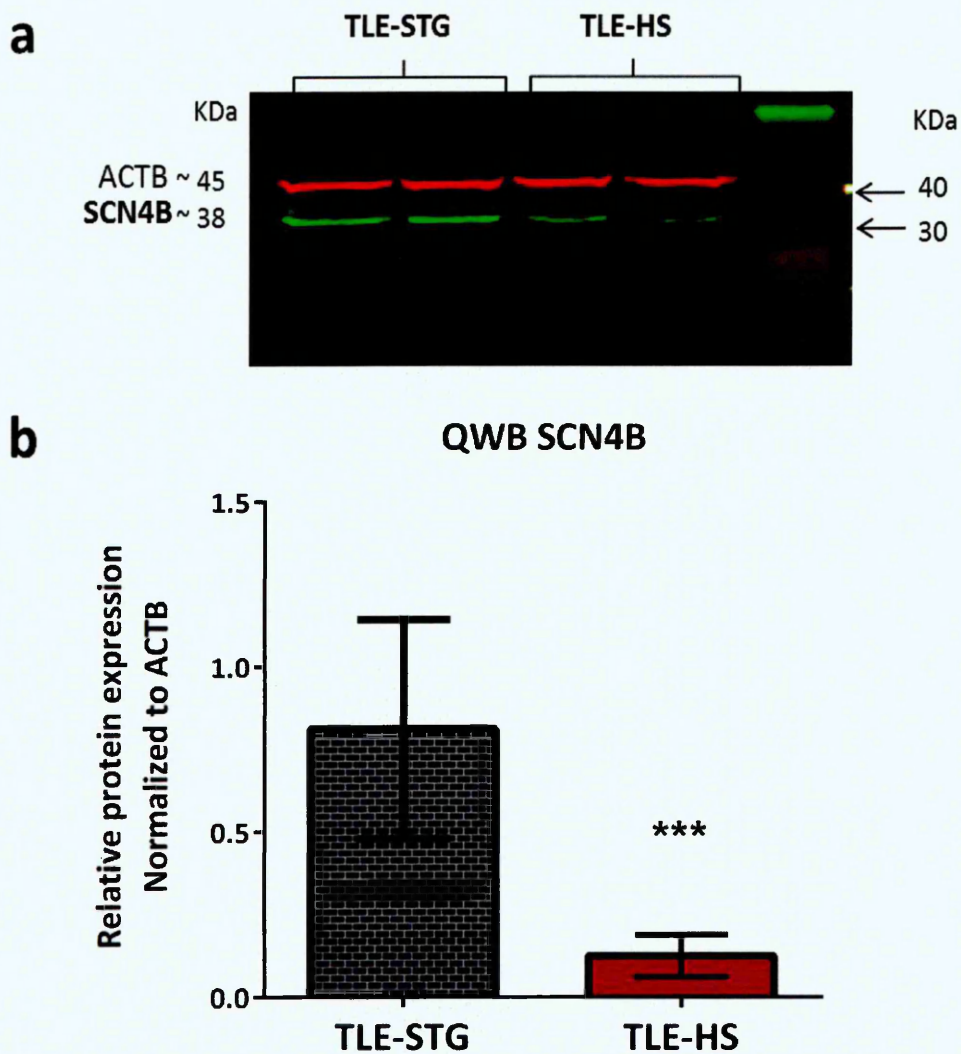 a
TLE-STG TLE-HS
KDa
KDa
ACTB ~ 45
40
SCN4B ~ 38
30
b
QWB SCN4B
Relative protein expression
Normalized to ACTB
1.5
1.0
0.5
0.0
***
TLE-STG TLE-HS